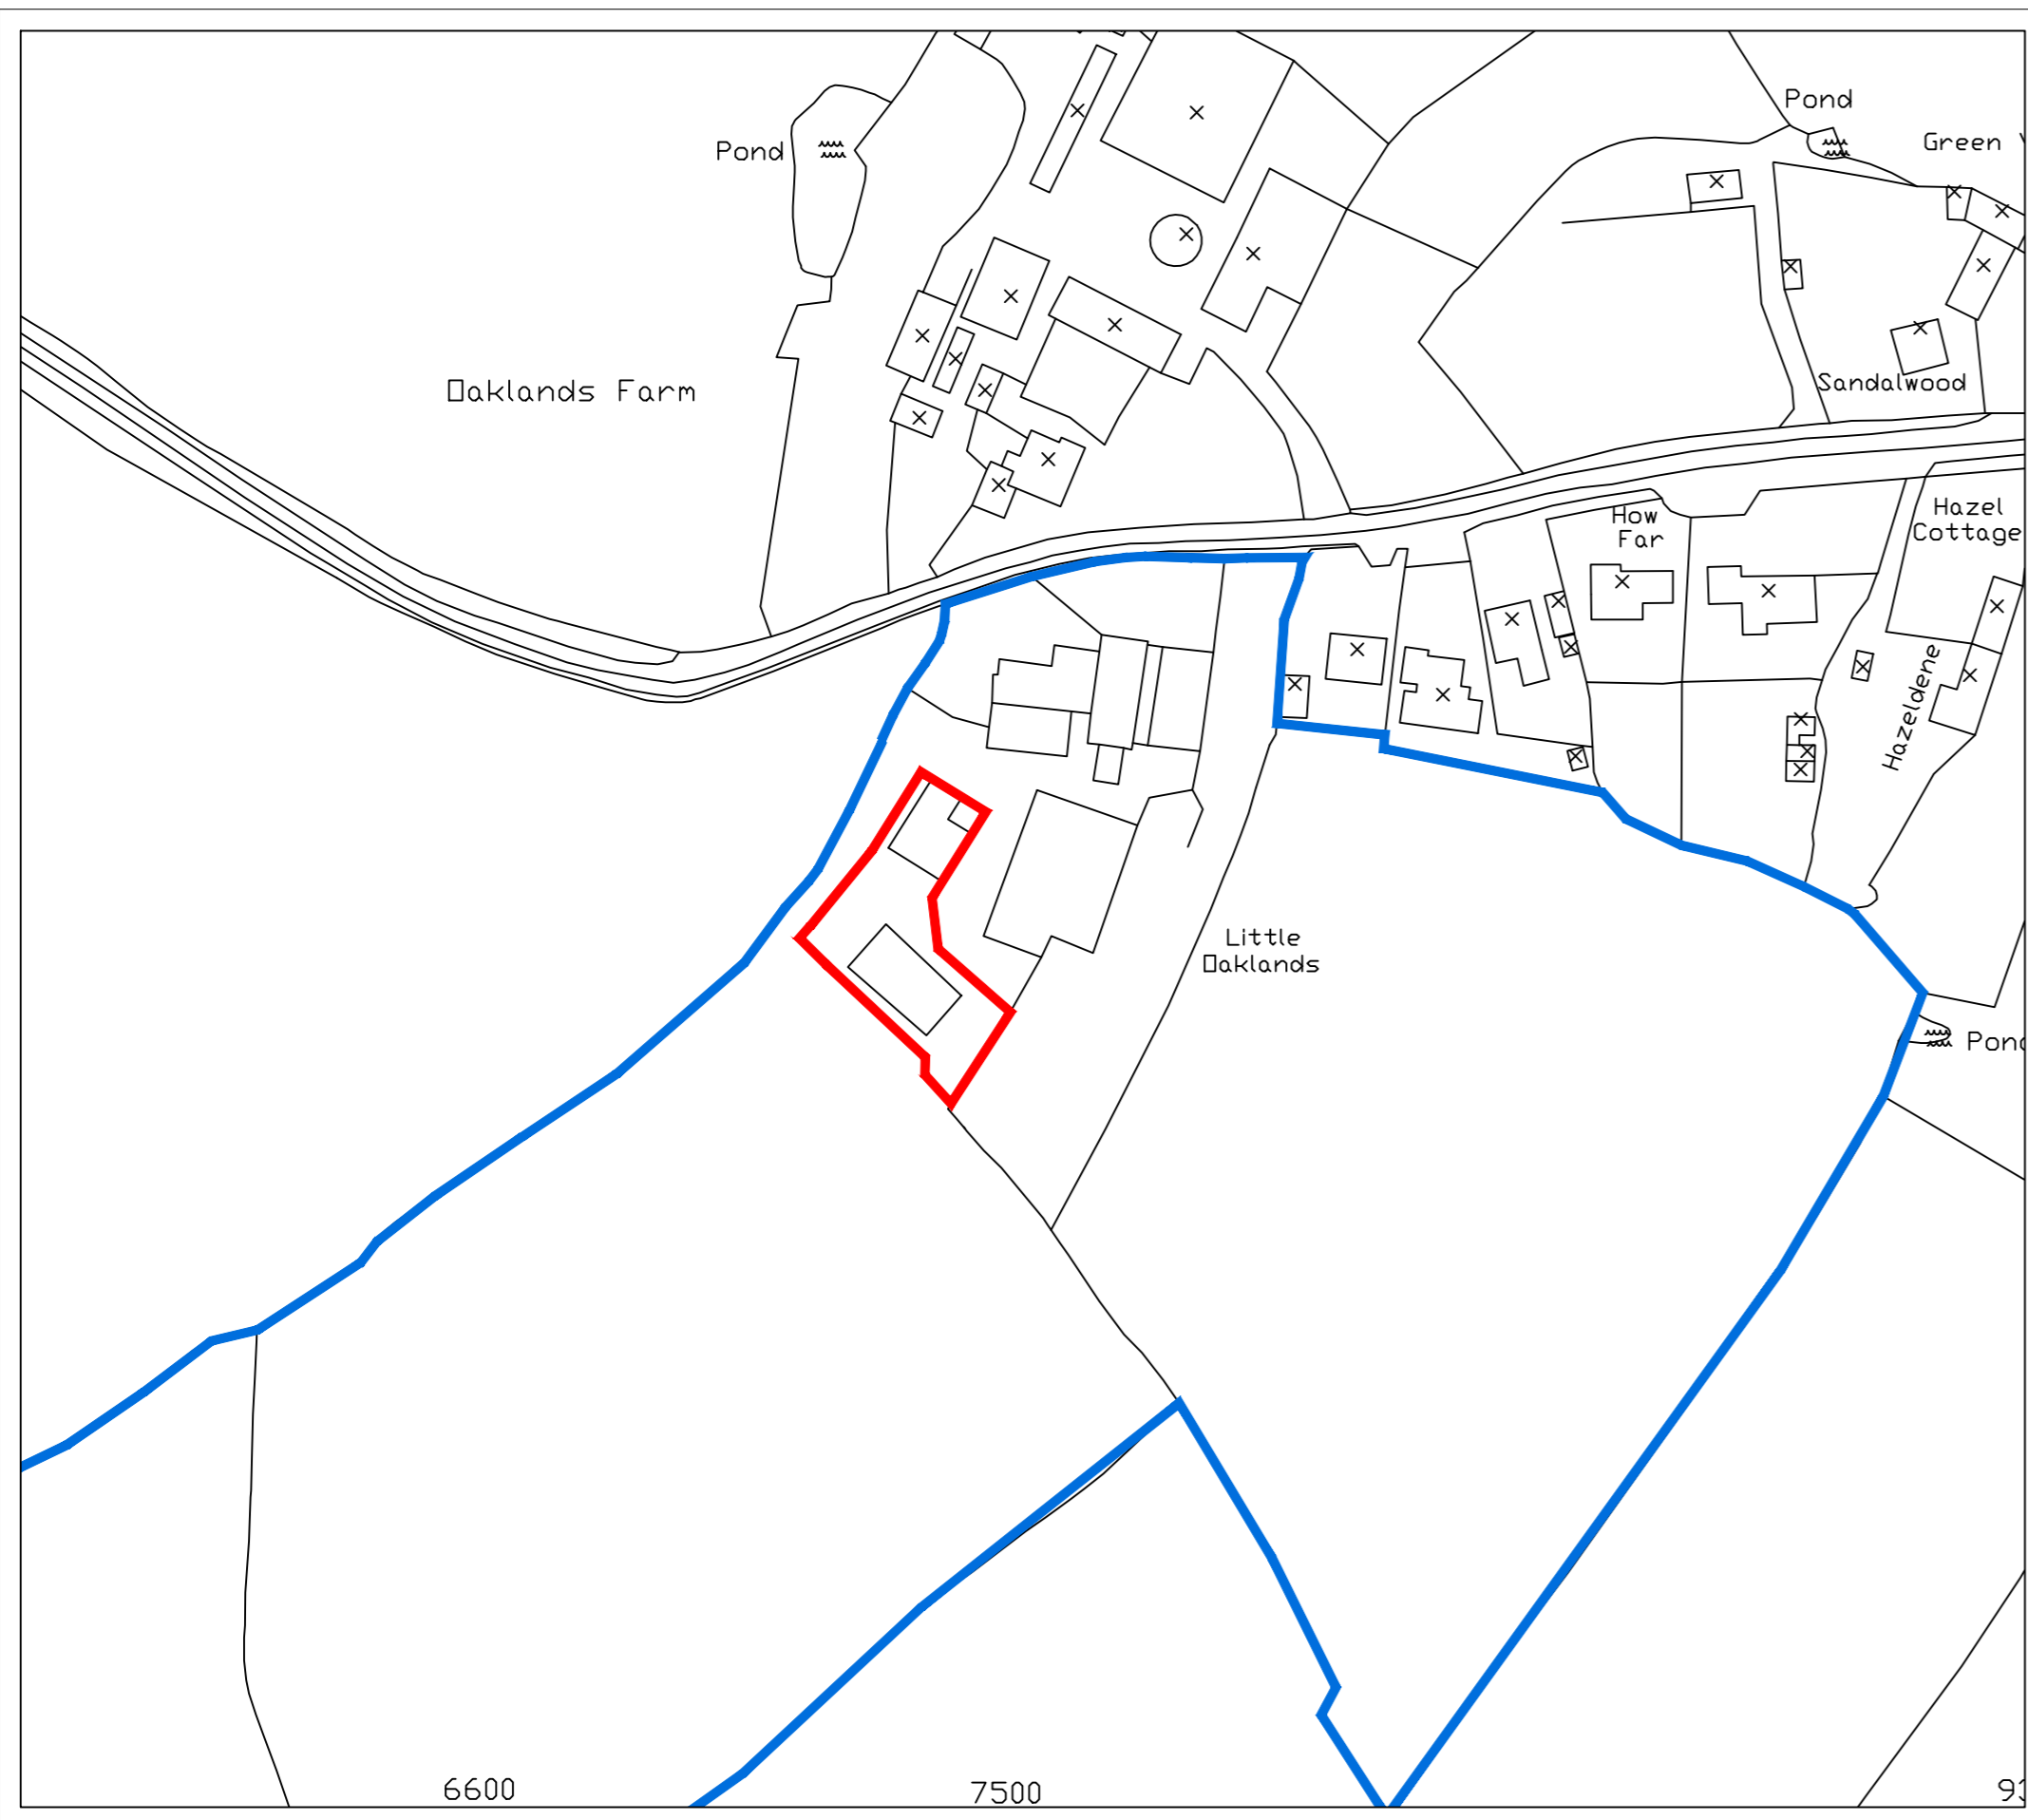 Pond
Green
Pond
Oaklands Farm
Sandalwood
Hazel
Cottage
How
Far
Hazeldene
Little
Oaklands
Pond
6600
7500